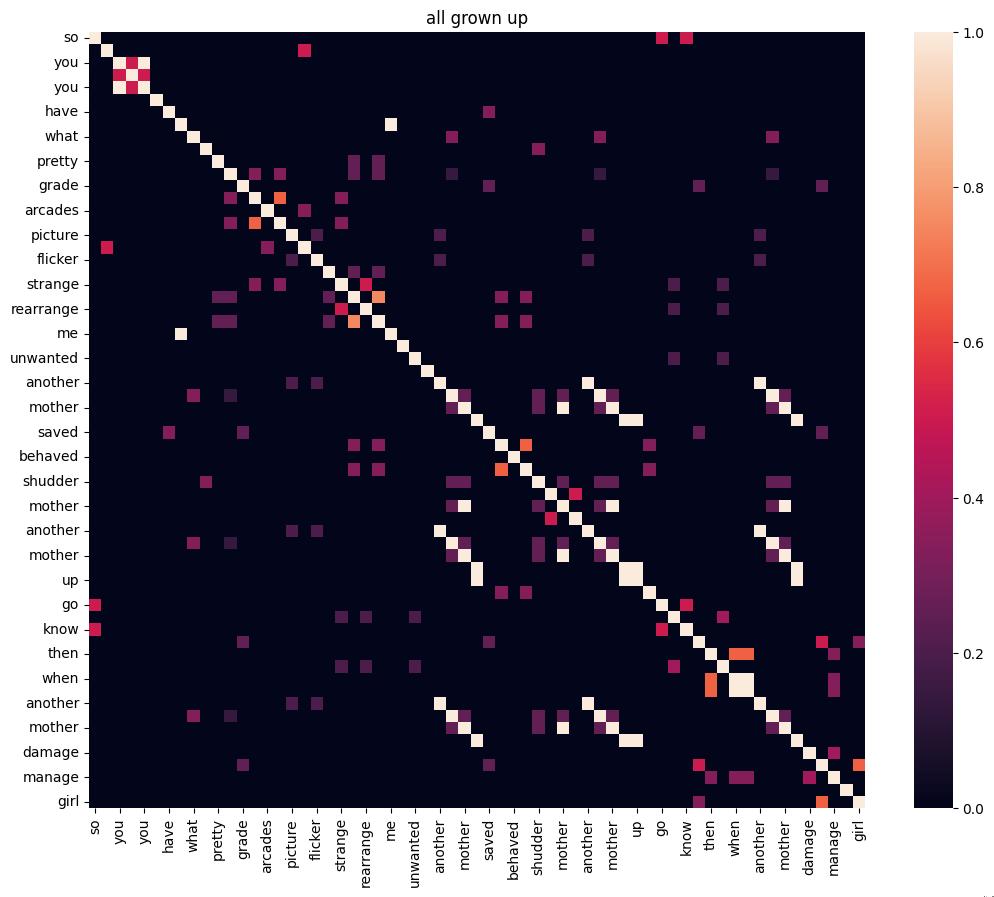 all grown up
so
you
you
have
what
pretty
grade
arcades
picture
flicker
strange
rearrange
me
unwanted
another
mother
saved
behaved
shudder
mother
another
mother
up
go
know
then
when
another
mother
damage
manage
girl
so
you
you
have
what
pretty
grade
arcades
picture
flicker
strange
rearrange
me
unwanted
another
mother
saved
behaved
shudder
mother
another
mother
up
go
know
then
when
another
mother
damage
manage
girl
1.0
0.8
0.6
0.4
0.2
0.0